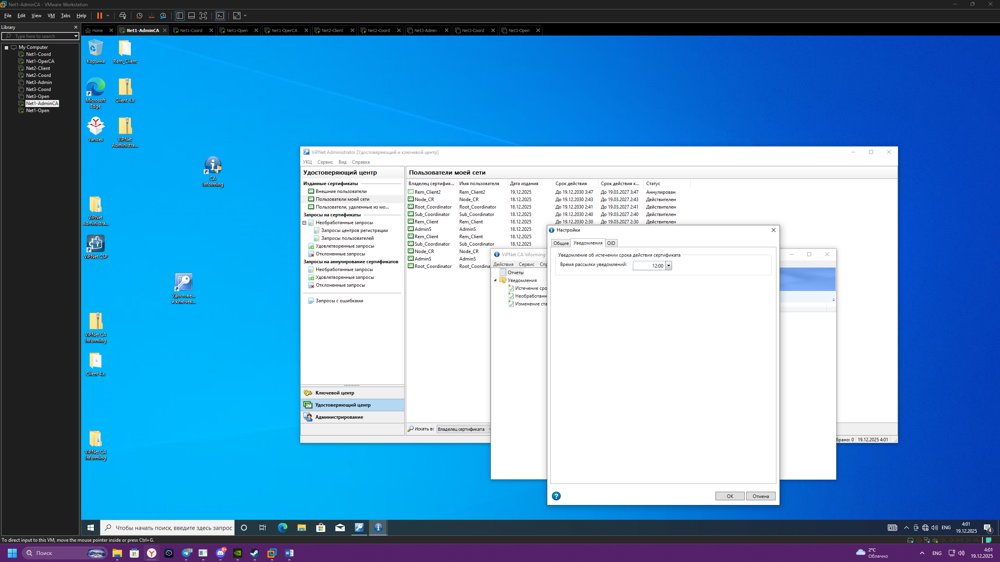 Net1-AdminCA - VMware Workstation
File Edit View VM Tabs Help
Library
Type here to search
My Computer
Net1-Coord
Net1-OperCA
Net2-Client
Net2-Coord
Net3-Admin
Net3-Coord
Net3-Open
Net1-AdminCA
Net1-Open
Home Net1-AdminCA Net1-Coord Net1-Open Net1-OperCA Net2-Client Net2-Coord Net3-Admin Net3-Coord Net3-Open
Корзина
Rem_Client
Microsoft Edge
Client 4.x
Yandex
ViPNet Administra...
CA Informing
ViPNet Administra...
ViPNet CSP
Удостове... и ключев...
ViPNet CA Informing
Client 4.x
ViPNet CA Informing
ViPNet Administrator [Удостоверяющий и ключевой центр]
УКЦ Сервис Вид Справка
Удостоверяющий центр
Изданные сертификаты
Внешние пользователи
Пользователи моей сети
Пользователи, удаленные из мо...
Запросы на сертификаты
Необработанные запросы
Запросы центров регистрации
Запросы пользователей
Удовлетворенные запросы
Отклоненные запросы
Запросы на аннулирование сертификатов
Необработанные запросы
Удовлетворенные запросы
Отклоненные запросы
Запросы с ошибками
Ключевой центр
Удостоверяющий центр
Администрирование
Пользователи моей сети
Владелец сертифик... Имя пользователя Дата издания Срок действия Срок действия к... Статус
Rem_Client2 Rem_Client2 19.12.2025 До 19.12.2030 3:47 До 19.03.2027 3:47 Аннулирован
Node_CR Node_CR 18.12.2025 До 19.12.2030 2:43 До 19.03.2027 2:43 Действителен
Root_Coordinator Root_Coordinator 18.12.2025 До 19.12.2030 2:41 До 19.03.2027 2:41 Действителен
Sub_Coordinator Sub_Coordinator 18.12.2025 До 19.12.2030 2:40 До 19.03.2027 2:40 Действителен
Rem_Client Rem_Client 18.12.2025 До 19.12.2030 2:30 До 19.03.2027 2:30 Действителен
AdminS AdminS 18.12.2025
Rem_Client Rem_Client 18.12.2025
Sub_Coordinator Sub_Coordinator 18.12.2025
Node_CR Node_CR
AdminS AdminS
Root_Coordinator Root_Coordina
Искать в: Владелец сертификата
брано: 0 19.12.2025 4:01
ViPNet CA Informing
Действия Сервис Спр
Отчеты
Уведомления
Истечение сро
Необработанн
Изменение ста
Настройки
Общие Уведомления OID
Уведомление об истечении срока действия сертификата
Время рассылки уведомлений: 12:00
?
OK Отмена
Чтобы начать поиск, введите здесь запрос
ENG
4:01
19.12.2025
4
To direct input to this VM, move the mouse pointer inside or press Ctrl+G.
Поиск
73
9+
2°C
Облачно
ENG
4:01
19.12.2025